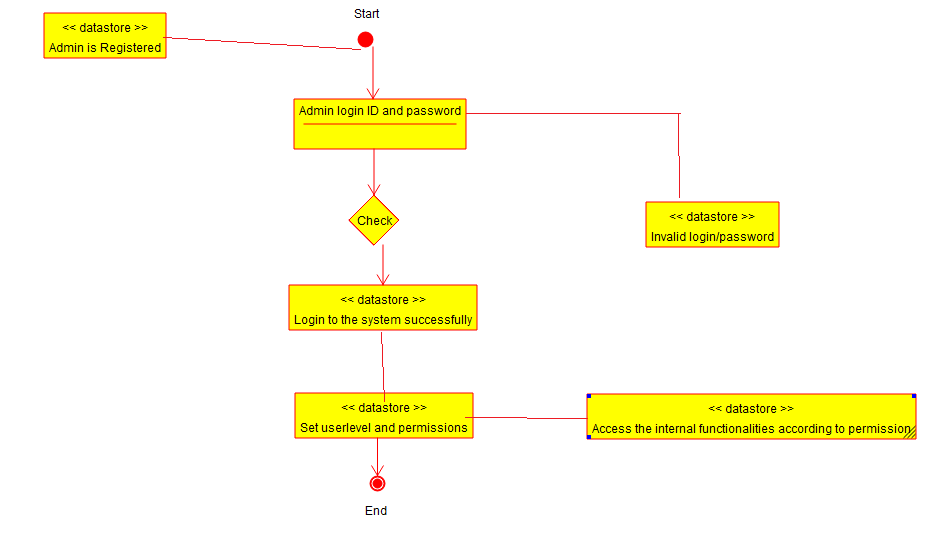 Start
<< datastore >>
Admin is Registered
Admin login ID and password
<< datastore >>
Invalid login/password
Check
<< datastore >>
Login to the system successfully
<< datastore >>
Set userlevel and permissions
<< datastore >>
Access the internal functionalities according to permission
End